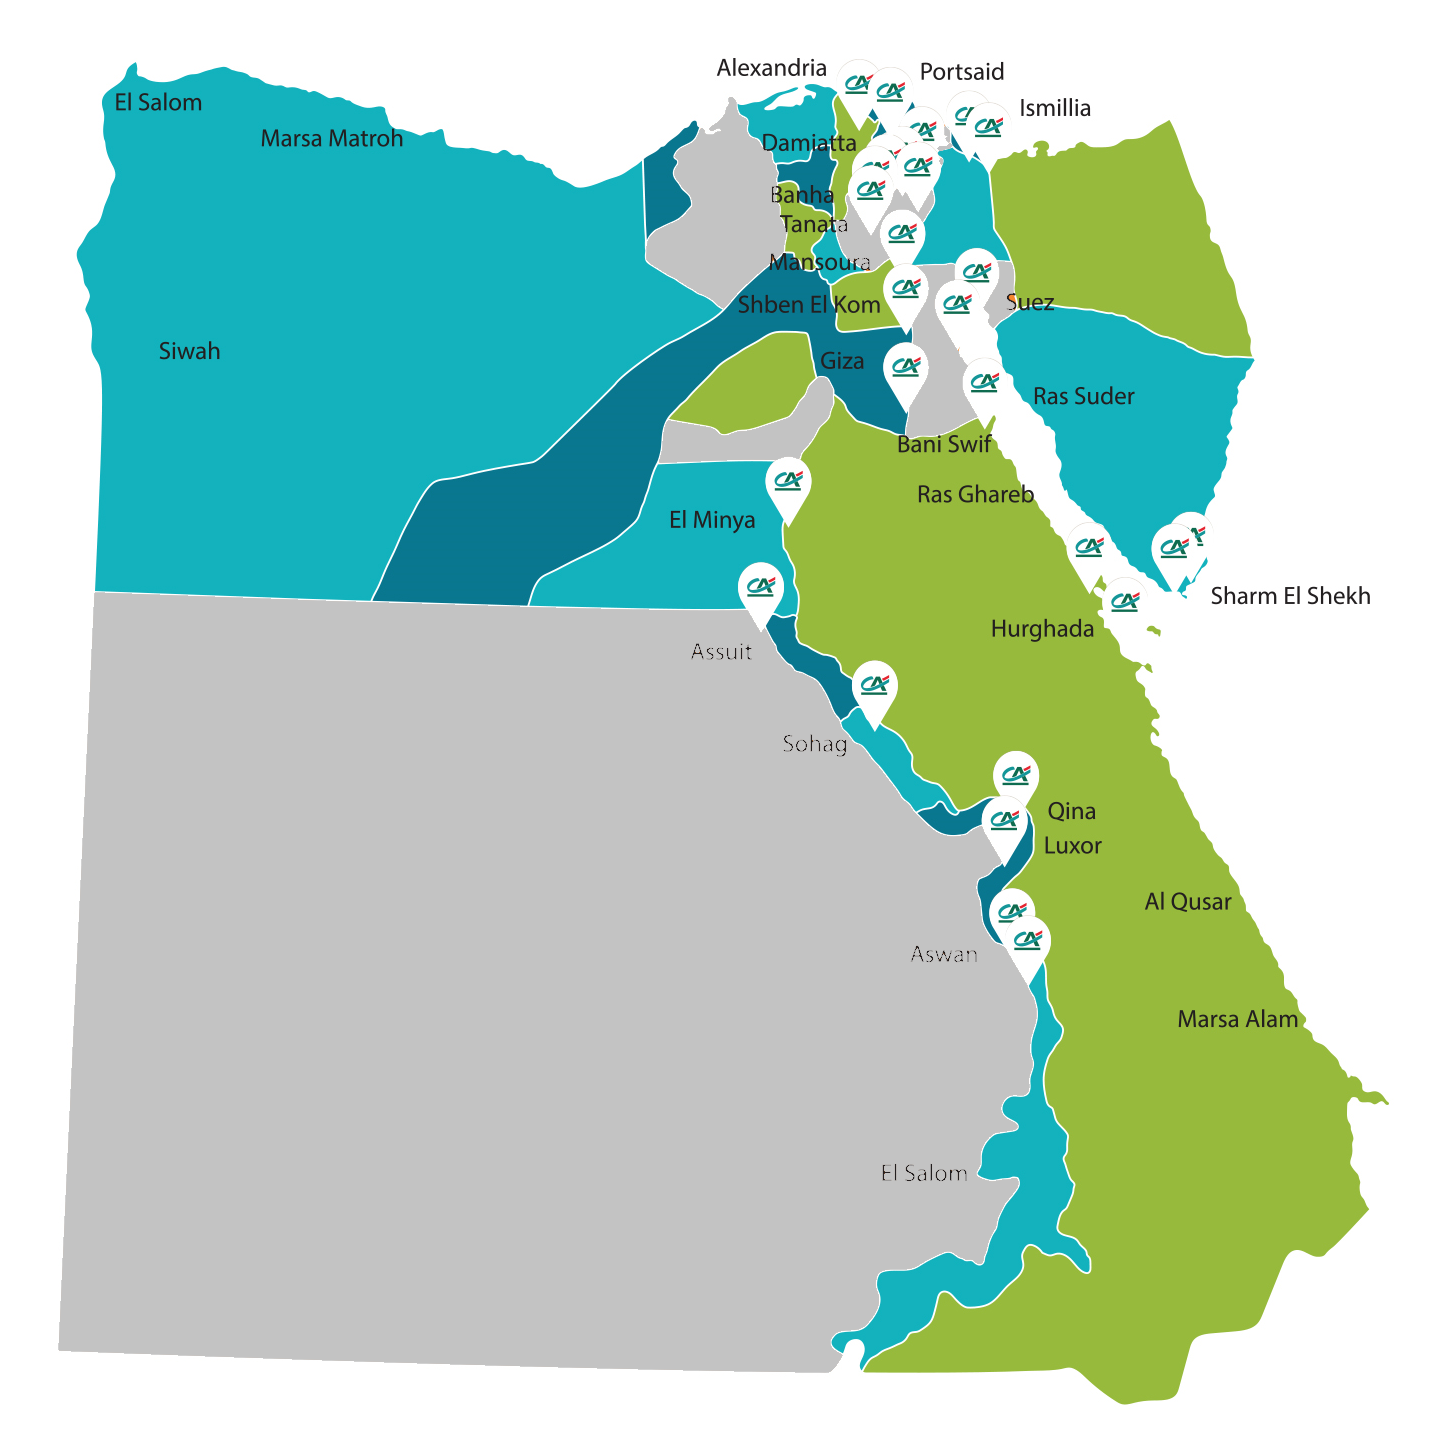 Alexandria
Portsaid
El Salom
Ismillia
Marsa Matroh
Damiatta
Banha
Tanata
Mansoura
Shben El Kom
Suez
Siwah
Giza
Ras Suder
Bani Swif
Ras Ghareb
El Minya
Sharm El Shekh
Hurghada
Assuit
Sohag
Qina
Luxor
Al Qusar
Aswan
Marsa Alam
El Salom